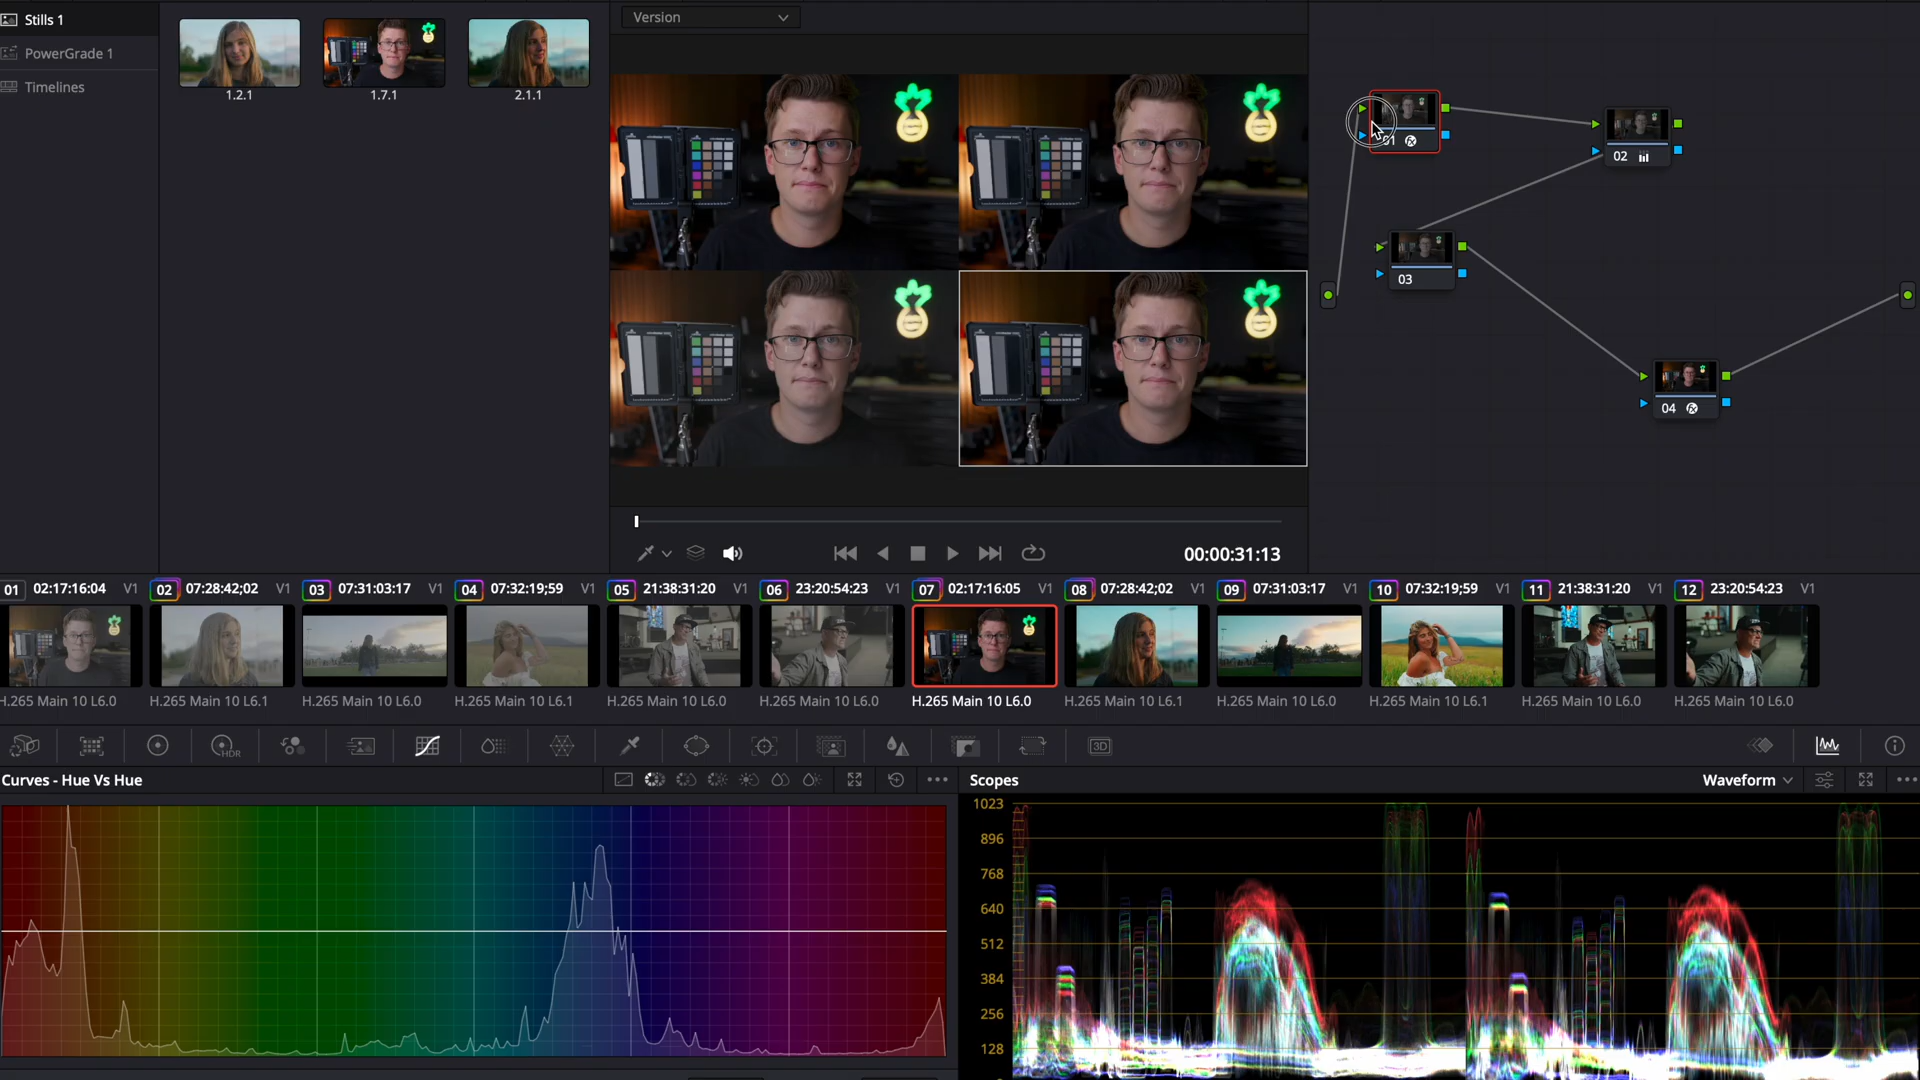 Stills 1
PowerGrade 1
Timelines
1.2.1
1.7.1
2.1.1
Version
00:00:31:13
01
02
03
04
01 02:17:16:04 V1
02 07:28:42;02 V1
03 07:31:03:17 V1
04 07:32:19;59 V1
05 21:38:31:20 V1
06 23:20:54:23 V1
07 02:17:16:05 V1
08 07:28:42;02 V1
09 07:31:03:17 V1
10 07:32:19;59 V1
11 21:38:31:20 V1
12 23:20:54:23 V1
H.265 Main 10 L6.0
H.265 Main 10 L6.1
H.265 Main 10 L6.0
H.265 Main 10 L6.1
H.265 Main 10 L6.0
H.265 Main 10 L6.0
H.265 Main 10 L6.0
H.265 Main 10 L6.1
H.265 Main 10 L6.0
H.265 Main 10 L6.1
H.265 Main 10 L6.0
H.265 Main 10 L6.0
HDR
3D
Curves - Hue Vs Hue
Scopes
Waveform
1023
896
768
640
512
384
256
128